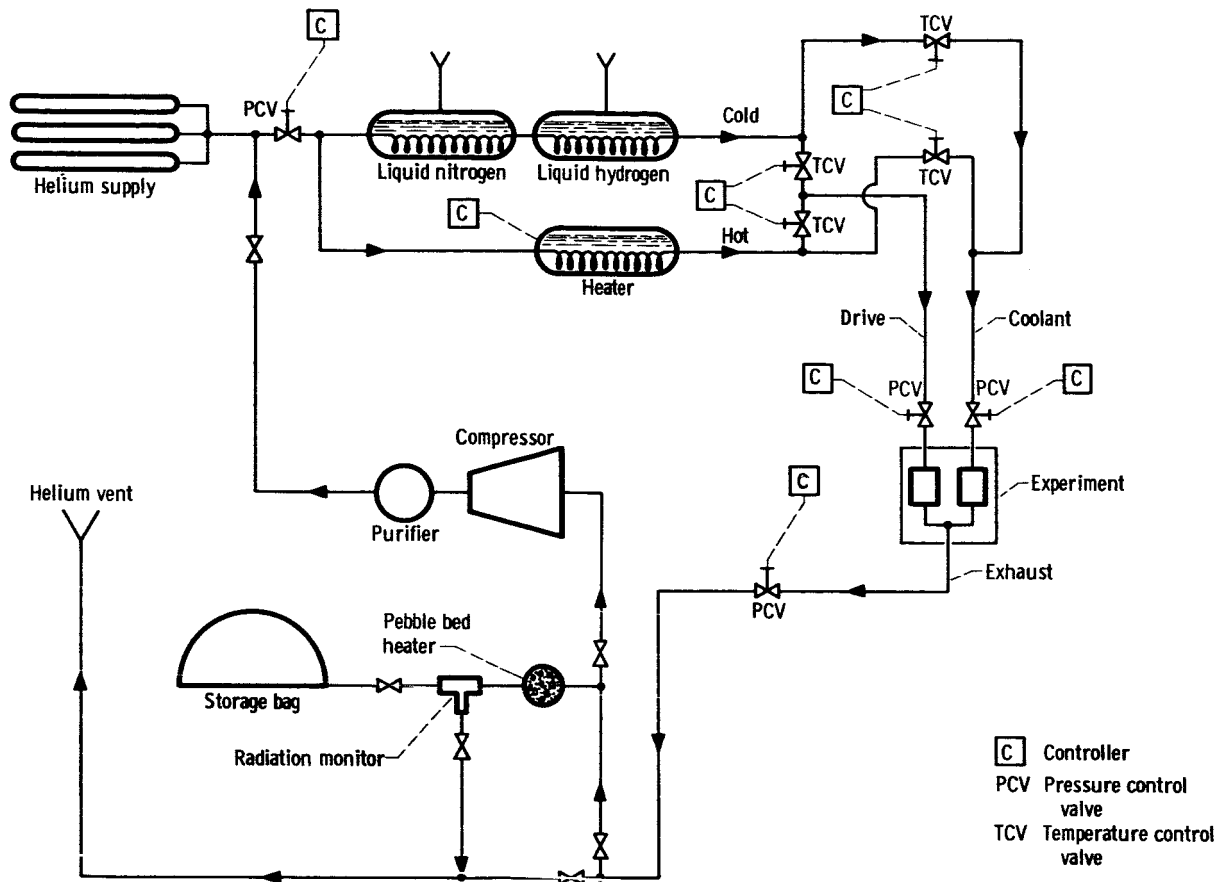 C
TCV
PCV
C
Cold
Helium supply
Liquid nitrogen
Liquid hydrogen
TCV
TCV
C
C
TCV
Hot
Heater
Drive
Coolant
C
PCV
PCV
C
Compressor
Helium vent
C
Experiment
Purifier
Exhaust
PCV
Pebble bed
heater
Storage bag
Radiation monitor
C Controller
PCV Pressure control
valve
TCV Temperature control
valve